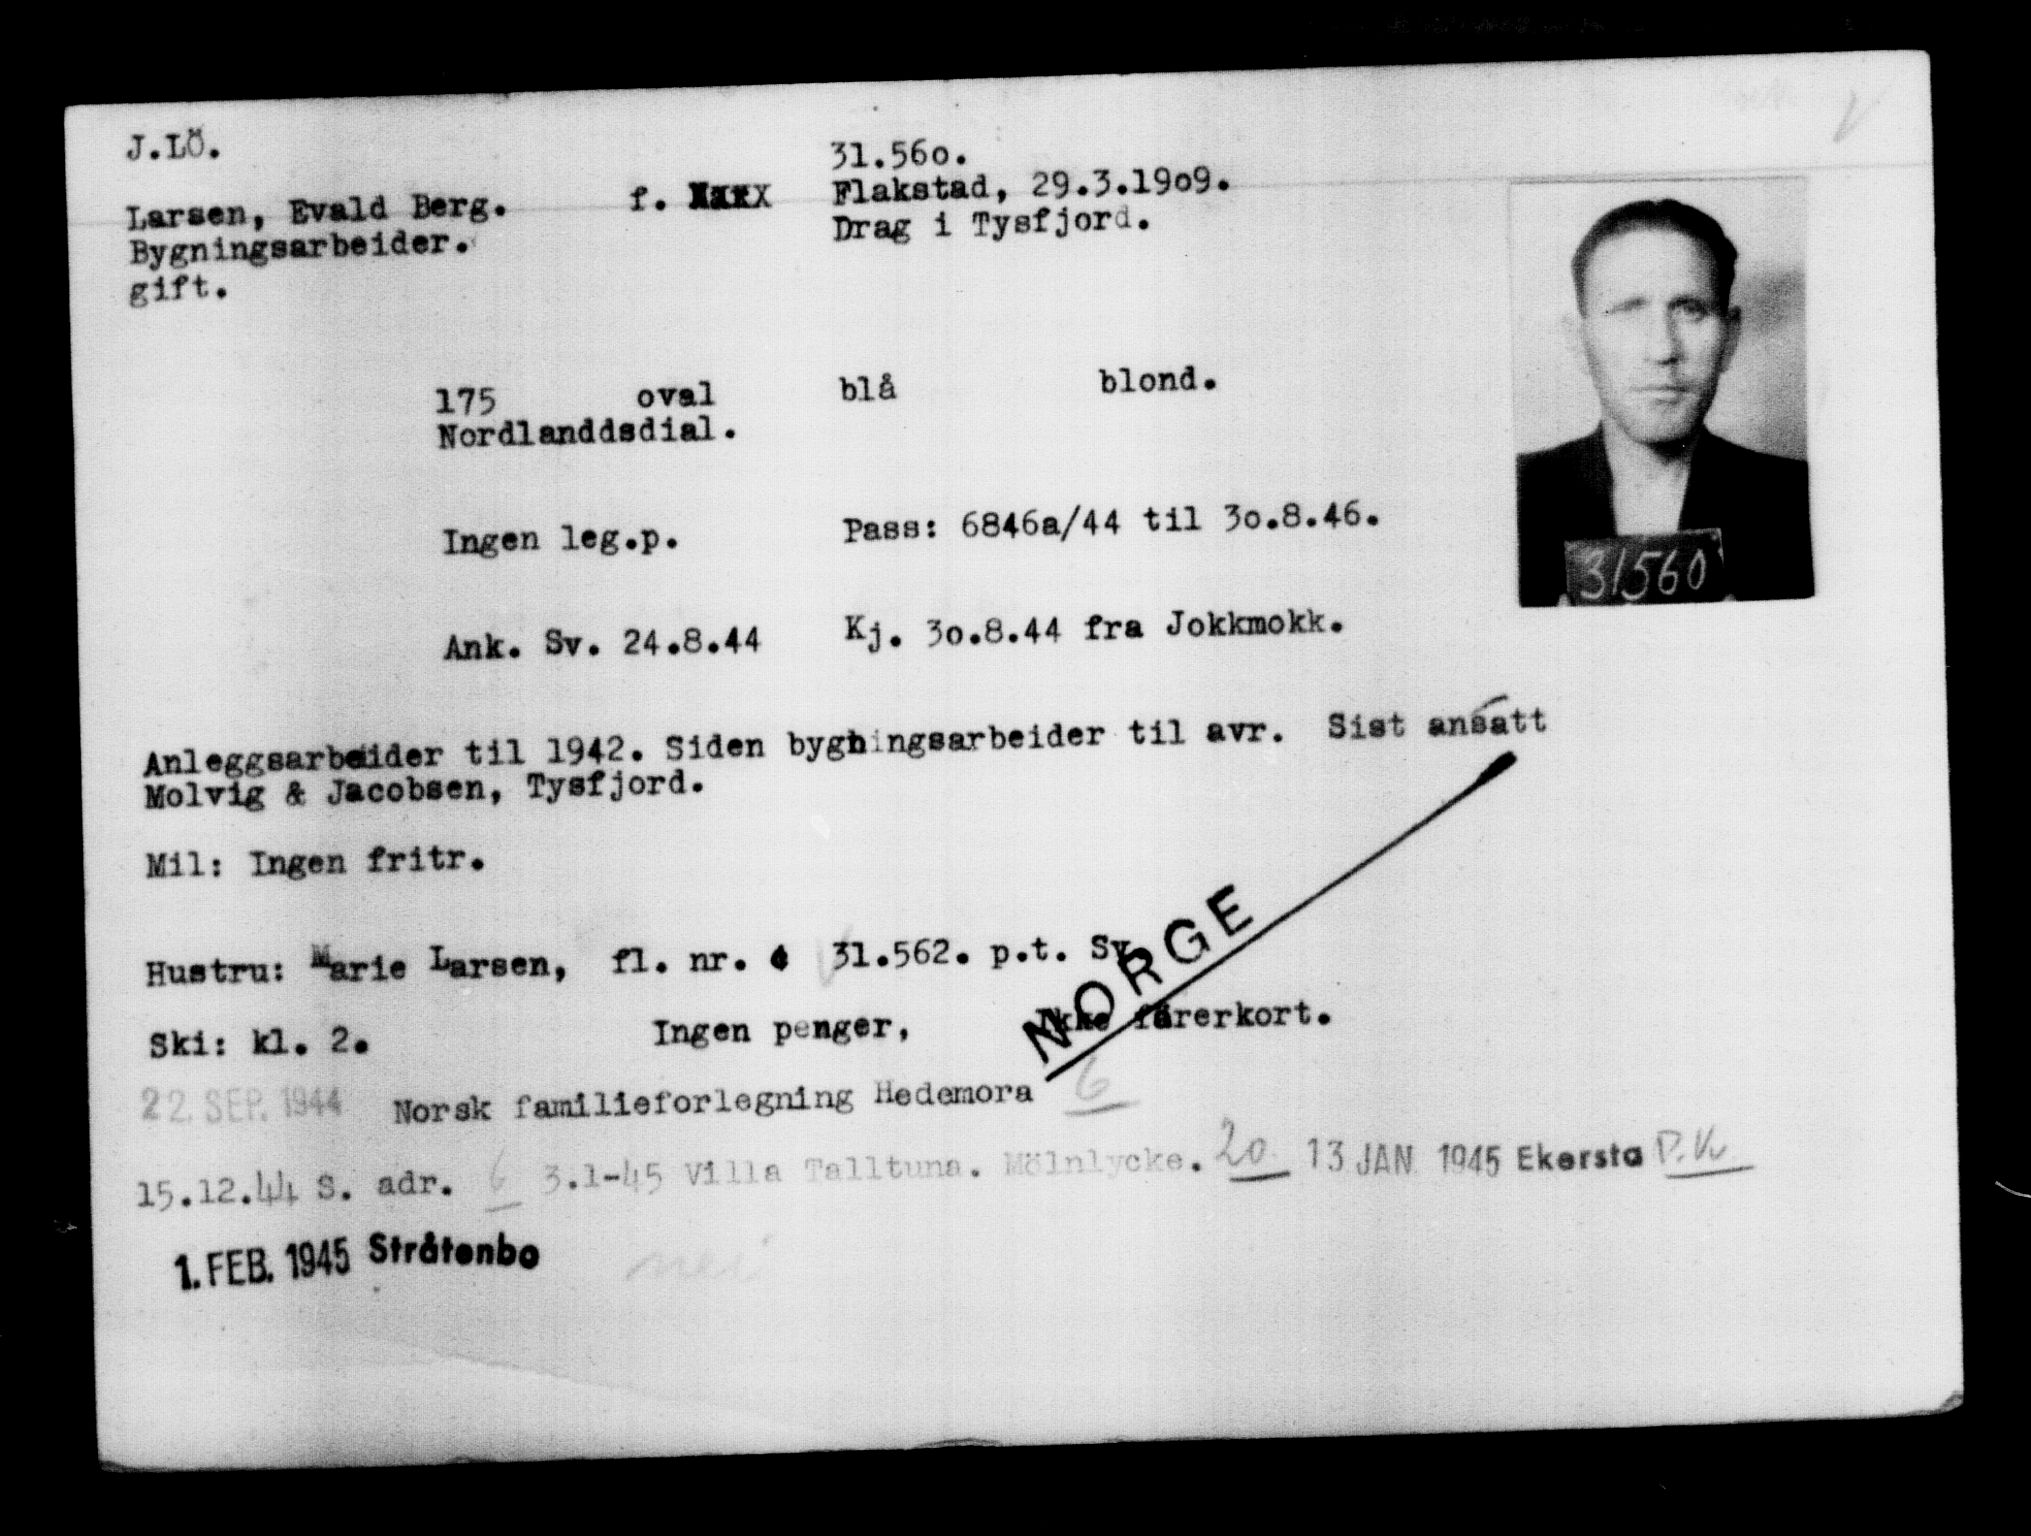 J.LÖ.
31.56o.
Larsen, Evald Berg. f. Flakstad, 29.3.19o9.
Bygningsarbeider. Drag i Tysfjord.
gift.
31560
175 oval blå blond.
Nordlanddsdial.
Ingen leg.p. Pass: 6846a/44 til 3o.8.46.
Ank. Sv. 24.8.44 Kj. 3o.8.44 fra Jokkmokk.
Anleggsarbeider til 1942. Siden bygningsarbeider til avr. Sist ansatt
Molvig & Jacobsen, Tysfjord.
Mil: Ingen fritr.
Hustru: Marie Larsen, fl. nr. 31.562. p.t. Sv.
NORGE
Ski: kl. 2. Ingen penger, Ikke førerkort.
22. SEP. 1944 Norsk familieforlegning Hedemora 6
15.12.44 S. adr. 6 3.1-45 Villa Talltuna. Mölnlycke. 20 13 JAN 1945 Ekersta P.K
1. FEB. 1945 Stråtenbo